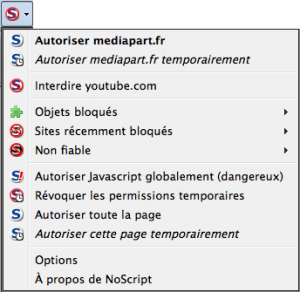 Autoriser mediapart.fr
Autoriser mediapart.fr temporairement
Interdire youtube.com
Objets bloqués
Sites récemment bloqués
Non fiable
Autoriser Javascript globalement (dangereux)
Révoquer les permissions temporaires
Autoriser toute la page
Autoriser cette page temporairement
Options
À propos de NoScript